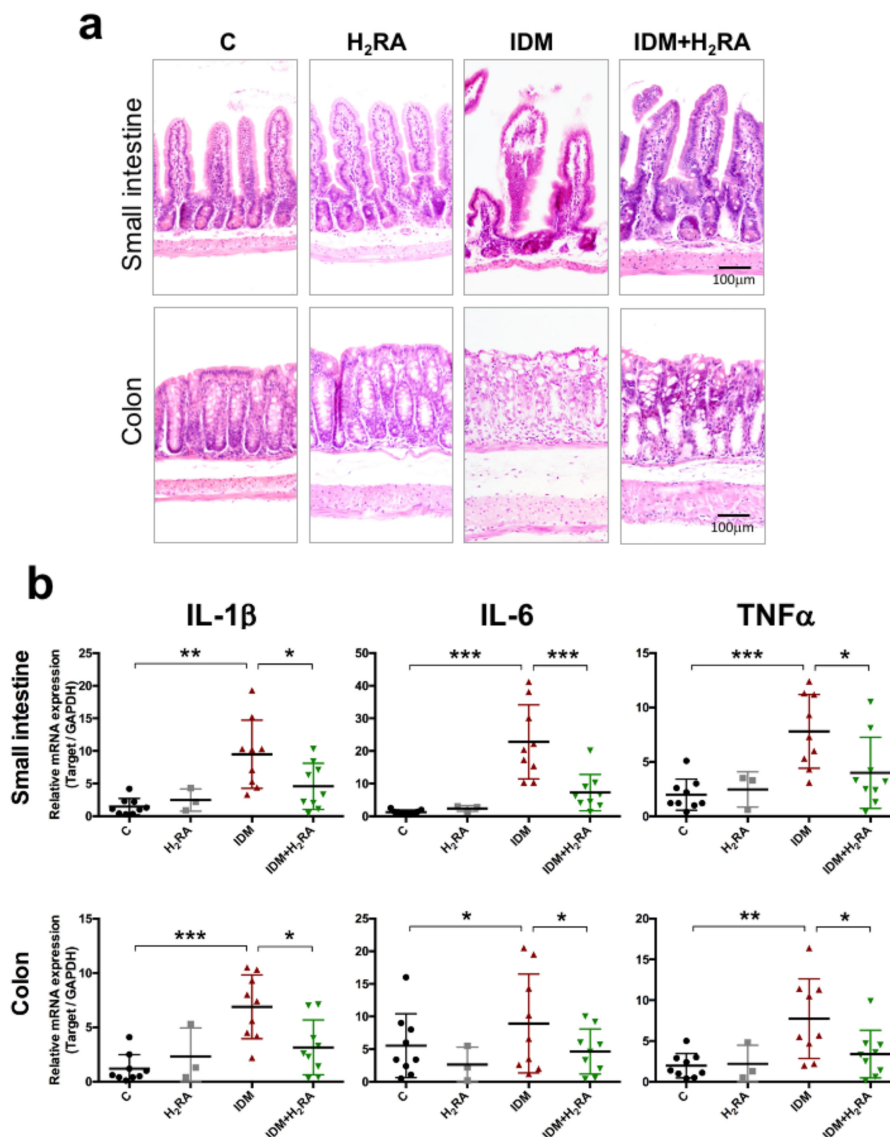 a
C H₂RA IDM IDM+H₂RA
Small intestine
100μm
Colon
100μm
b
IL-1β IL-6 TNFα
Small intestine
Relative mRNA expression
(Target / GAPDH)
25
20
15
10
5
0
** *
C H₂RA IDM IDM+H₂RA
50
40
30
20
10
0
*** ***
C H₂RA IDM IDM+H₂RA
15
10
5
0
*** *
C H₂RA IDM IDM+H₂RA
Colon
Relative mRNA expression
(Target / GAPDH)
15
10
5
0
*** *
C H₂RA IDM IDM+H₂RA
25
20
15
10
5
0
* *
C H₂RA IDM IDM+H₂RA
20
15
10
5
0
** *
C H₂RA IDM IDM+H₂RA